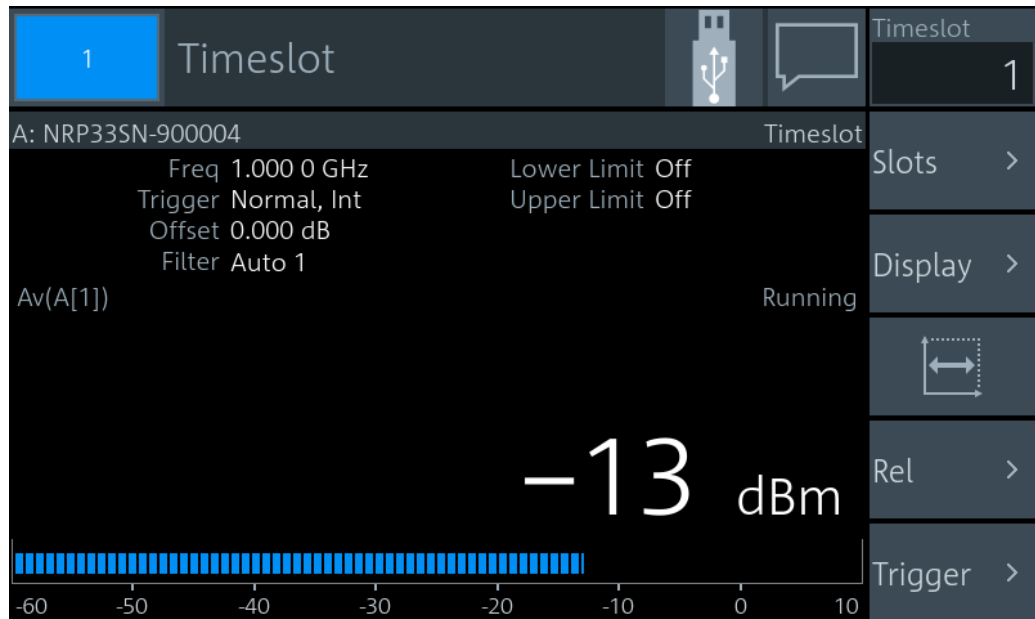 1
Timeslot
Timeslot
1
A: NRP33SN-900004 Timeslot
Freq 1.000 0 GHz Lower Limit Off
Trigger Normal, Int Upper Limit Off
Offset 0.000 dB
Filter Auto 1
Av(A[1]) Running
-13 dBm
-60 -50 -40 -30 -20 -10 0 10
Slots >
Display >
Rel >
Trigger >